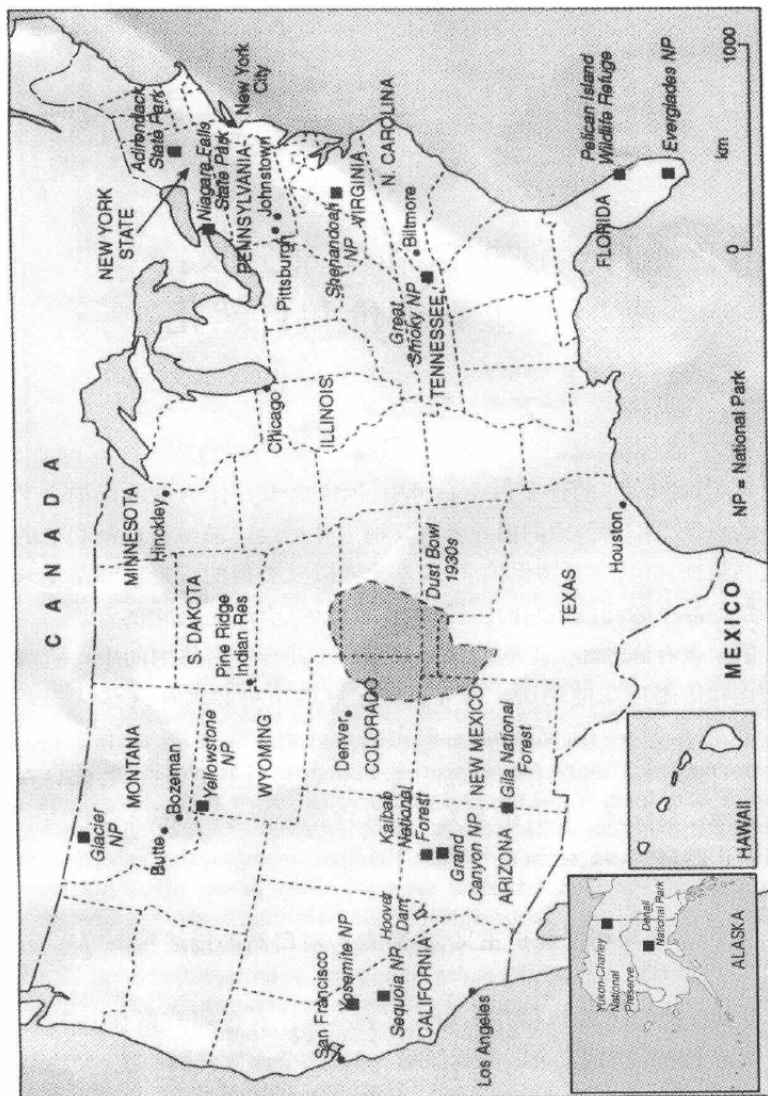 CANADA
Glacier
NP
MONTANA
Butte
Bozeman
Yellowstone
NP
WYOMING
S. DAKOTA
Pine Ridge
Indian Res
MINNESOTA
Hinckley
Chicago
ILLINOIS
NEW YORK
STATE
Adirendack
State Park
Niagara Falls
State Park
New York
City
PENNSYLVANIA
Johnstown
Pittsburgh
Shenandoah
NP
VIRGINIA
N. CAROLINA
Biltmore
Great
Smoky NP
TENNESSEE
San Francisco
Yosemite NP
Sequoia NP
Hoover
Dam
CALIFORNIA
Los Angeles
Kaibab
National
Forest
Grand
Canyon NP
ARIZONA
Denver
COLORADO
NEW MEXICO
Gila National
Forest
Dust Bowl
1930s
TEXAS
Houston
FLORIDA
Pelican Island
Wildlife Refuge
Everglades NP
MEXICO
HAWAII
Yukon-Charley
National
Preserve
Denali
National Park
ALASKA
NP = National Park
0 km 1000